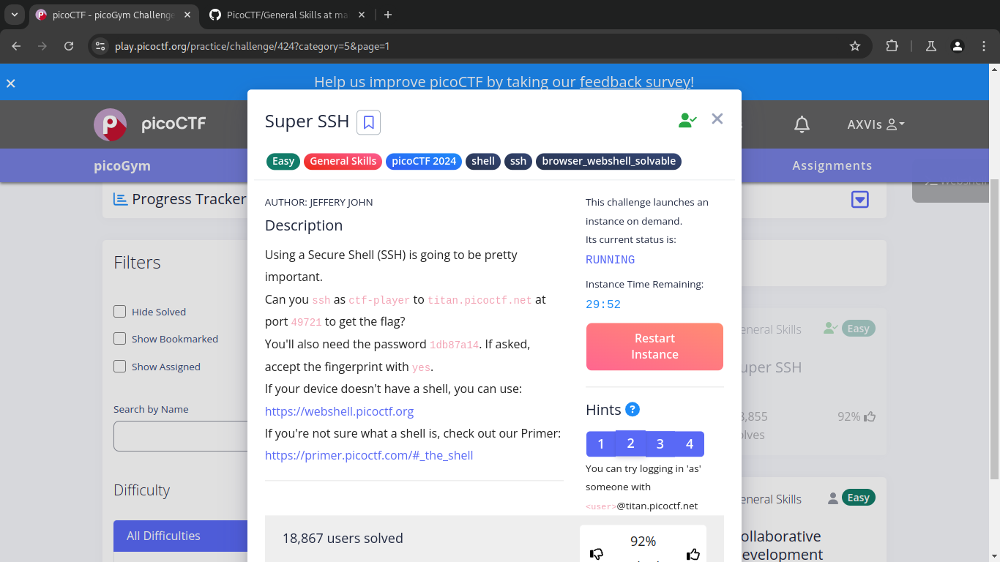 picoCTF - picoGym Challenge
PicoCTF/General Skills at ma
play.picoctf.org/practice/challenge/424?category=5&page=1
Help us improve picoCTF by taking our feedback survey!
picoCTF
AXVIs
picoGym
Assignments
Progress Tracker
Filters
Hide Solved
Show Bookmarked
Show Assigned
Search by Name
Difficulty
All Difficulties
Super SSH
Easy General Skills picoCTF 2024 shell ssh browser_webshell_solvable
AUTHOR: JEFFERY JOHN
Description
Using a Secure Shell (SSH) is going to be pretty
important.
Can you ssh as ctf-player to titan.picoctf.net at
port 49721 to get the flag?
You'll also need the password 1db87a14. If asked,
accept the fingerprint with yes.
If your device doesn't have a shell, you can use:
https://webshell.picoctf.org
If you're not sure what a shell is, check out our Primer:
https://primer.picoctf.com/#_the_shell
This challenge launches an
instance on demand.
Its current status is:
RUNNING
Instance Time Remaining:
29:52
Restart
Instance
Hints ?
1 2 3 4
You can try logging in 'as'
someone with
<user>@titan.picoctf.net
18,867 users solved
92%
eneral Skills
Easy
uper SSH
3,855
92%
olves
eneral Skills
Easy
ollaborative
evelopment